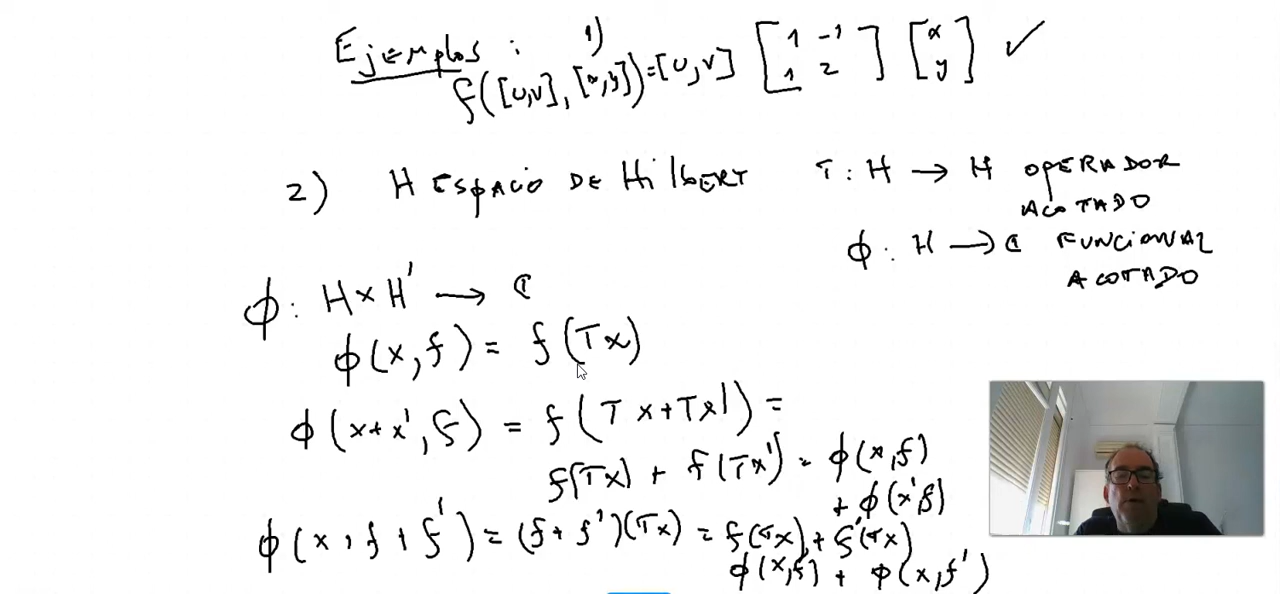 Ejemplos : 1)
f([u,v], [x,y]) = [u,v] [1 -1 1 2] [x y] ✓
2) H ESPACIO DE HilbERT T : H → H OPERADOR ACOTADO
ϕ : H → ℂ FUNCIONAL ACOTADO
ϕ : H × H' → ℂ
ϕ(x, f) = f(Tx)
ϕ(x+x', f) = f(Tx+Tx') =
f(Tx) + f(Tx') = ϕ(x,f)
+ ϕ(x' f)
ϕ(x, f+f') = (f+f')(Tx) = f(Tx) + f'(Tx)
ϕ(x,f) + ϕ(x,f')